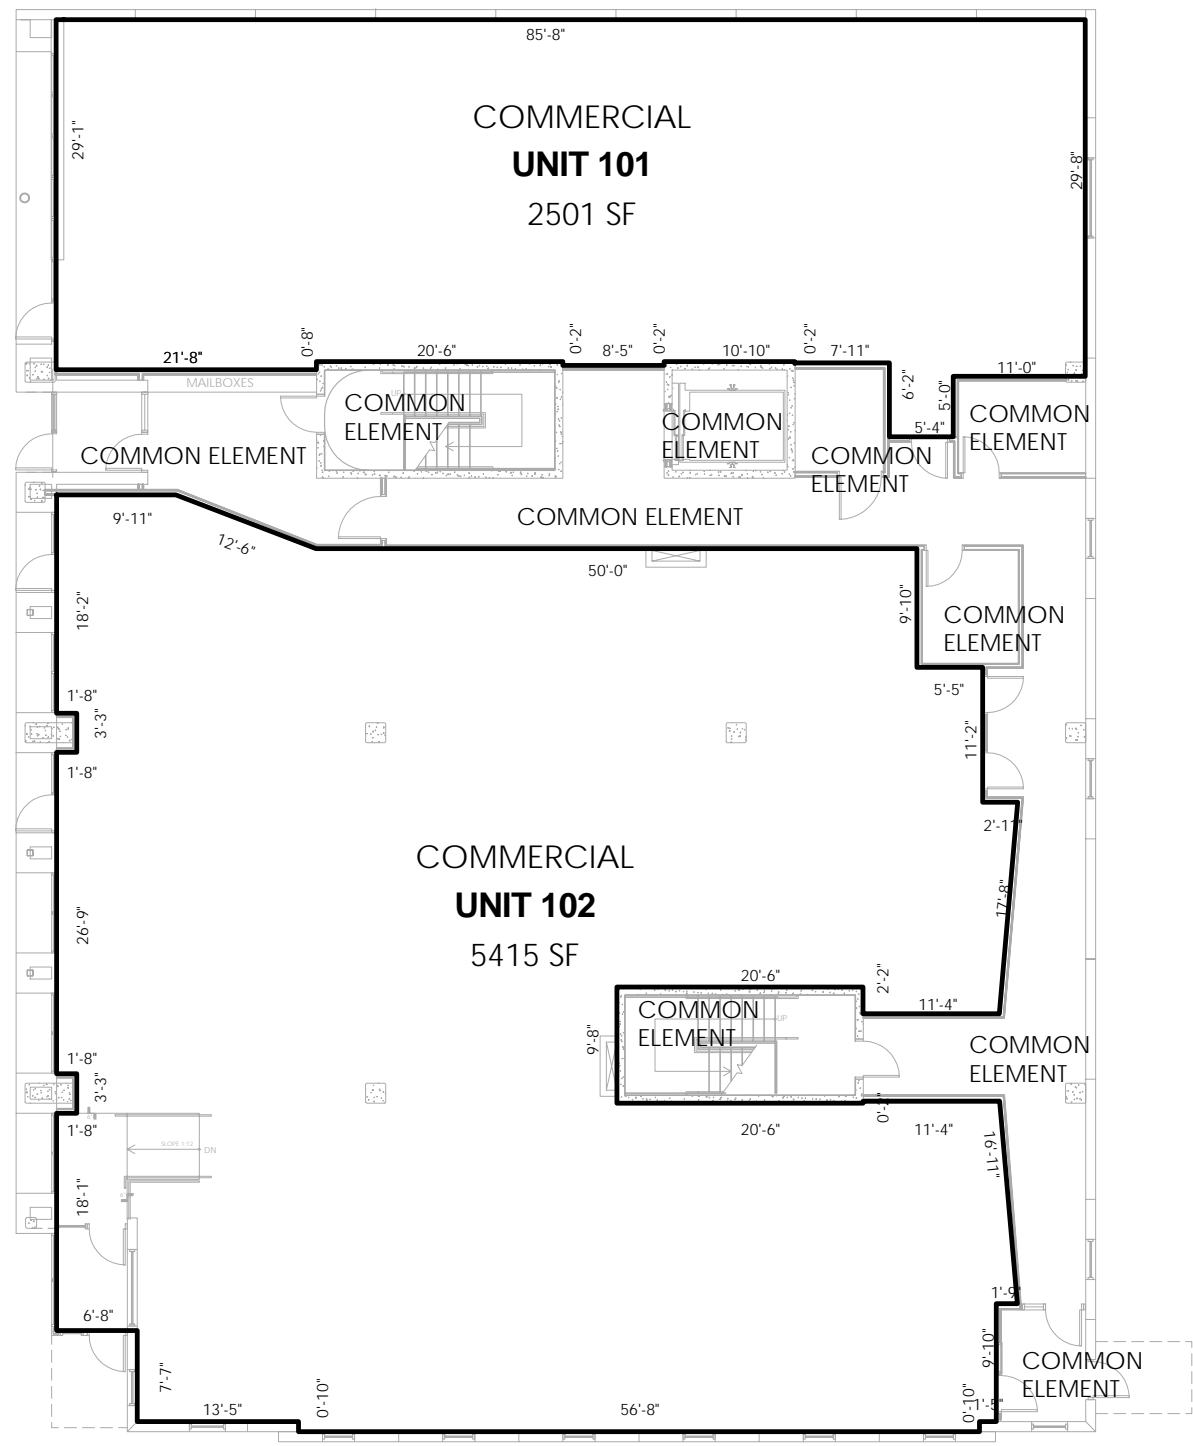 85'-8"
COMMERCIAL
UNIT 101
2501 SF
29'-1"
29'-8"
21'-8"
0'-8"
20'-6"
0'-2"
8'-5"
0'-2"
10'-10"
0'-2"
7'-11"
6'-2"
5'-0"
5'-4"
11'-0"
MAILBOXES
UP
COMMON
ELEMENT
COMMON
ELEMENT
COMMON
ELEMENT
COMMON
ELEMENT
COMMON ELEMENT
COMMON ELEMENT
9'-11"
12'-6"
50'-0"
18'-2"
9'-10"
COMMON
ELEMENT
5'-5"
1'-8"
3'-3"
1'-8"
11'-2"
2'-11"
COMMERCIAL
UNIT 102
5415 SF
17'-8"
26'-9"
20'-6"
2'-2"
11'-4"
COMMON
ELEMENT
UP
9'-8"
COMMON
ELEMENT
1'-8"
3'-3"
1'-8"
20'-6"
0'-2"
11'-4"
16'-11"
SLOPE 1:12
DN
18'-1"
6'-8"
1'-9"
9'-10"
COMMON
ELEMENT
7'-7"
13'-5"
0'-10"
56'-8"
0'-10"
1'-5"